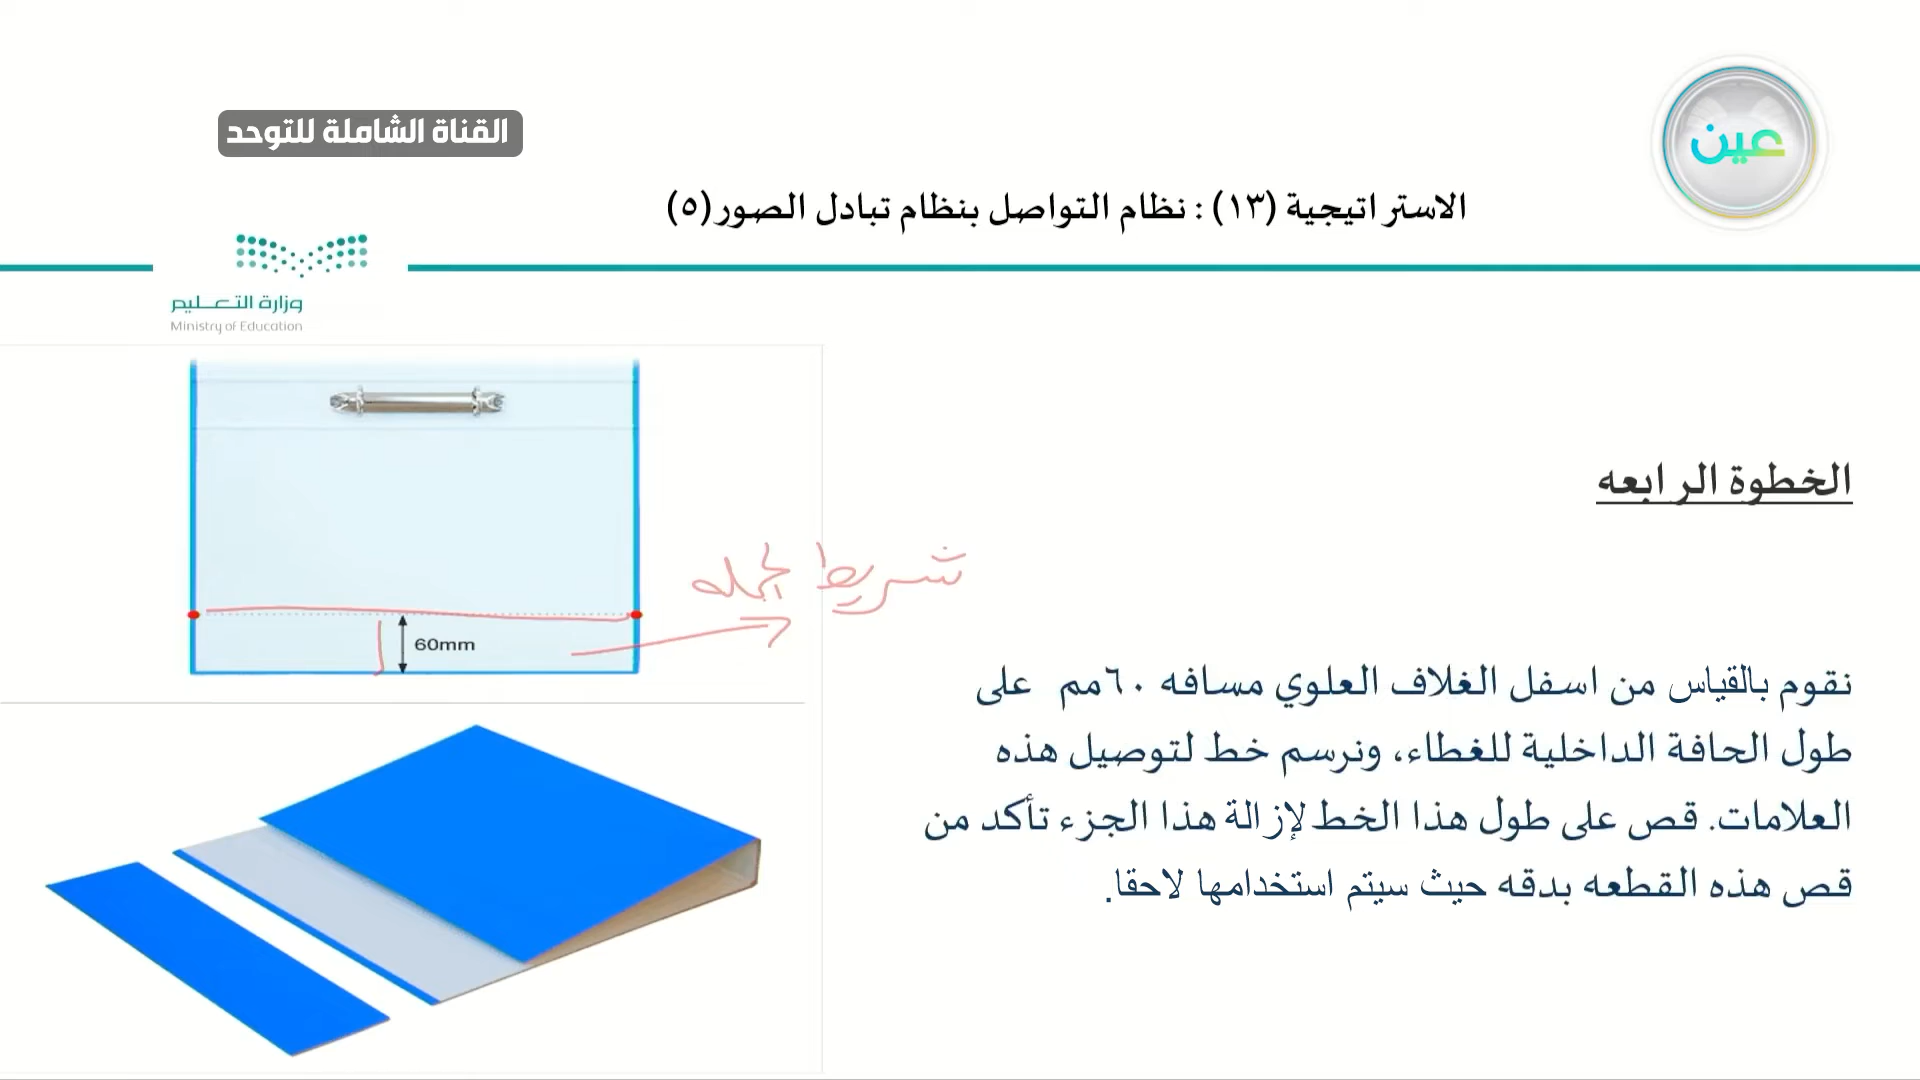 عين
القناة الشاملة للتوحد
الاستراتيجية (١٣) : نظام التواصل بنظام تبادل الصور(٥)
وزارة التعليم
Ministry of Education
الخطوة الرابعه
شريط الجمله
60mm
نقوم بالقياس من اسفل الغلاف العلوي مسافه ٦٠مم على
طول الحافة الداخلية للغطاء، ونرسم خط لتوصيل هذه
العلامات. قص على طول هذا الخط لإزالة هذا الجزء تأكد من
قص هذه القطعه بدقه حيث سيتم استخدامها لاحقا.